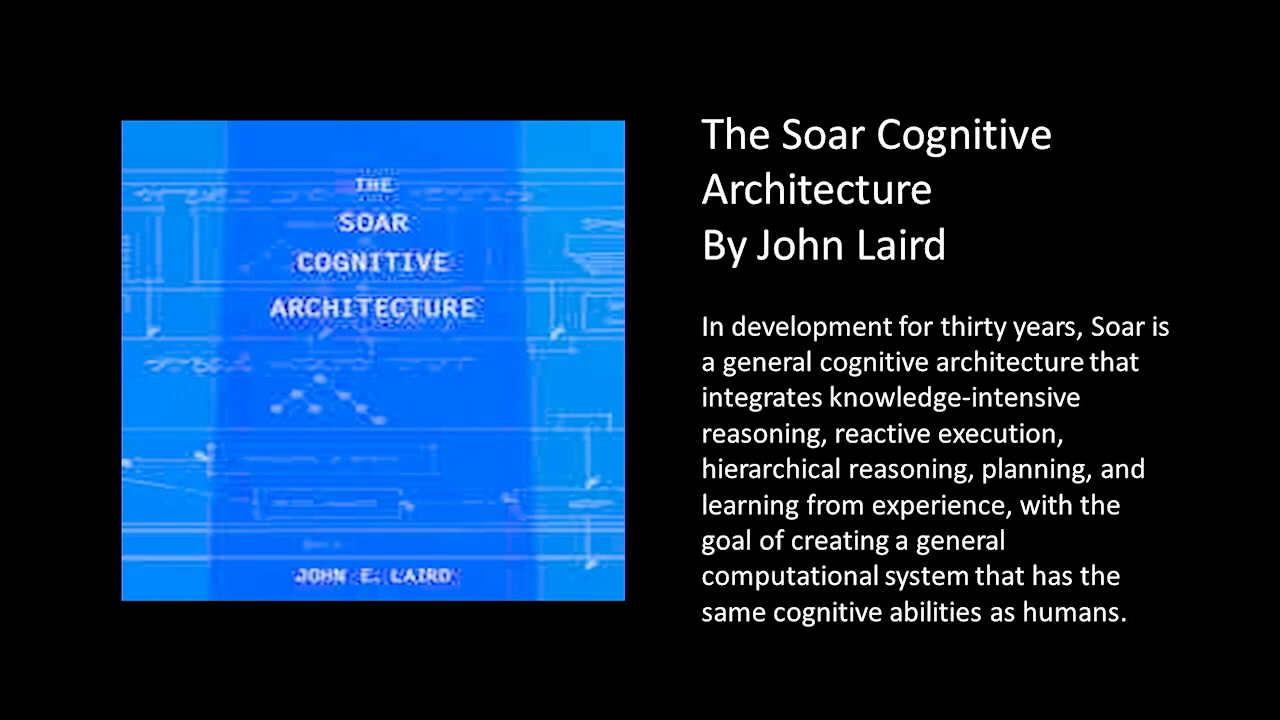 THE
SOAR
COGNITIVE
ARCHITECTURE
JOHN E. LAIRD
The Soar Cognitive
Architecture
By John Laird
In development for thirty years, Soar is
a general cognitive architecture that
integrates knowledge-intensive
reasoning, reactive execution,
hierarchical reasoning, planning, and
learning from experience, with the
goal of creating a general
computational system that has the
same cognitive abilities as humans.